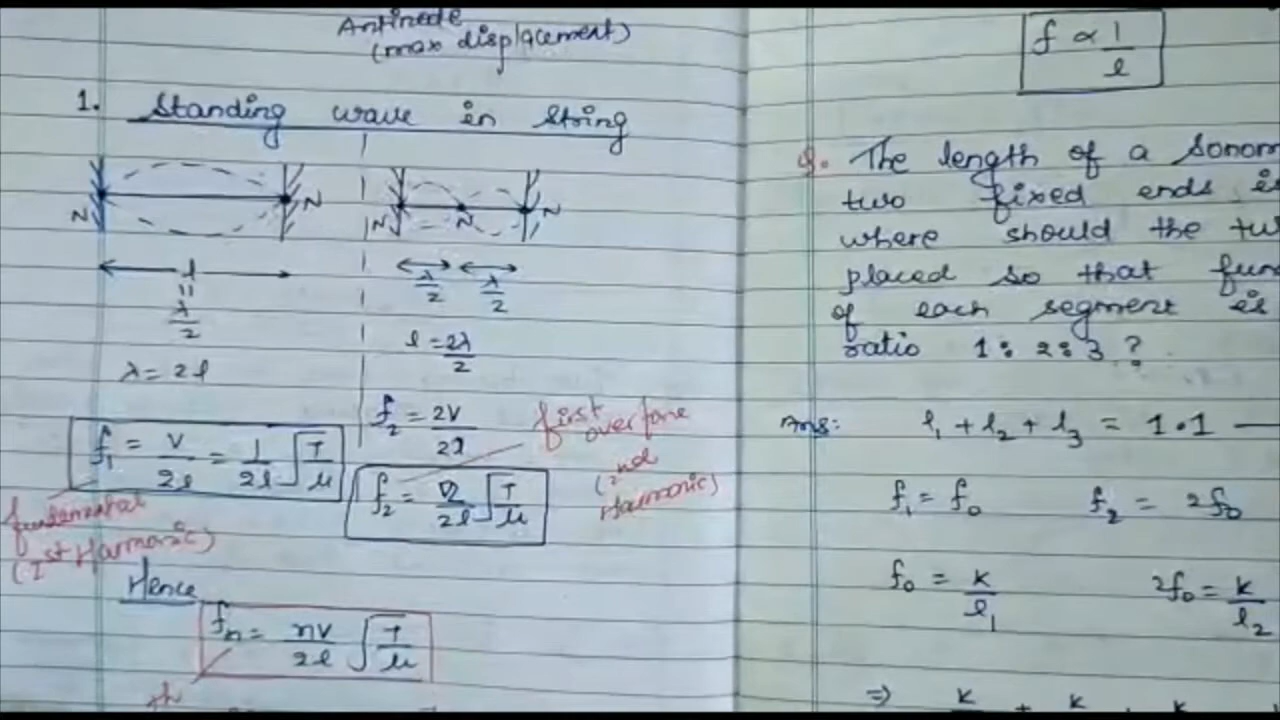 Antinode
(max displacement)
1. Standing wave in string
N N N N N
l
=
λ/2
λ/2 λ/2
l = 2λ/2
λ = 2l
f₂ = 2V/2l
first overtone
(2nd Harmonic)
f₁ = V/2l = 1/2l √T/μ
f₂ = 2/2l √T/μ
fundamental
(Ist Harmonic)
Hence
fn = nV/2l √T/μ
th
f ∝ 1/l
Q. The length of a sonom
two fixed ends is
where should the tw
placed so that fun
of each segment is
ratio 1:2:3 ?
Ans: l₁ + l₂ + l₃ = 1.1 —
f₁ = f₀ f₂ = 2f₀
f₀ = K/l₁ 2f₀ = K/l₂
⇒ K + K + K